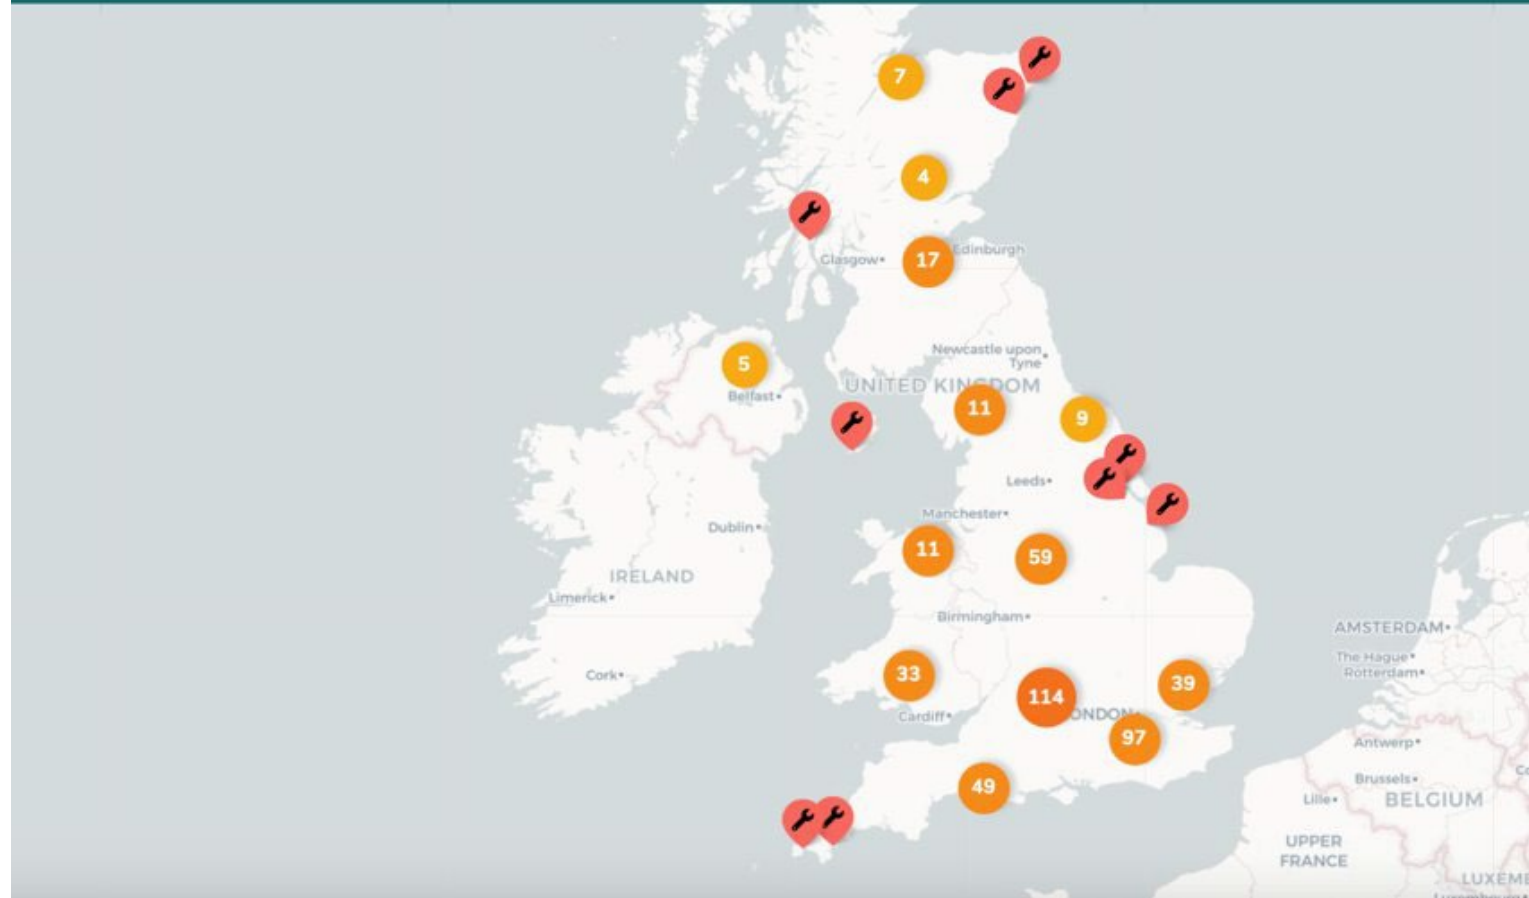 7
4
Edinburgh
Glasgow
17
Newcastle upon
Tyne
5
UNITED KINGDOM
Belfast
11
9
Leeds
Manchester
Dublin
11
59
IRELAND
Limerick
Birmingham
AMSTERDAM
The Hague
Rotterdam
Cork
33
39
114
Cardiff
ONDON
97
Antwerp
Brussels
49
Lille
BELGIUM
UPPER
FRANCE
LUXEME